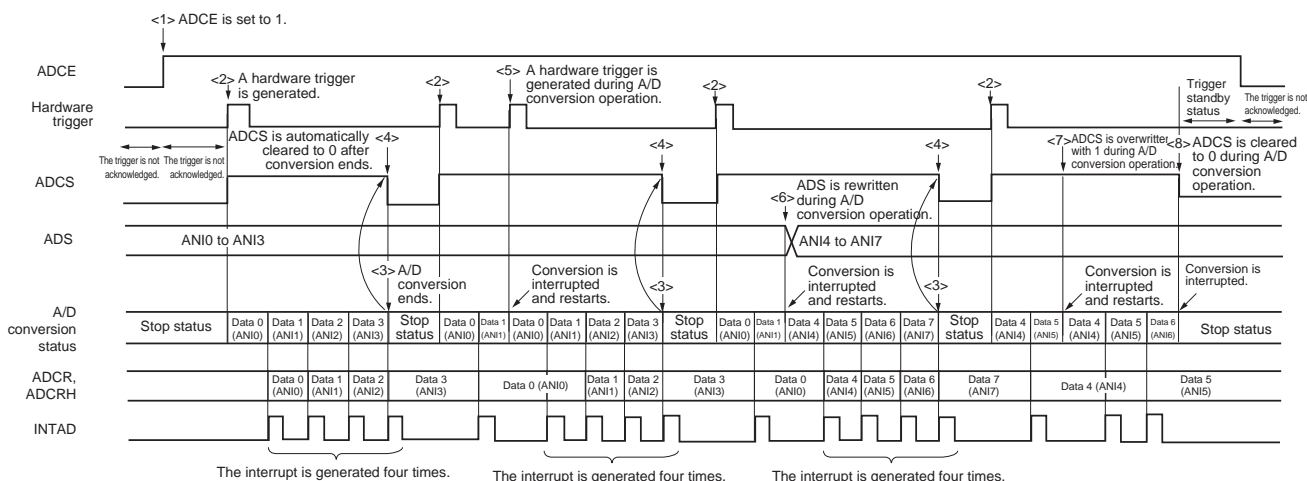 <1> ADCE is set to 1.
ADCE
<2> A hardware trigger
is generated.
<2>
<5> A hardware trigger is
generated during A/D
conversion operation.
<2>
<2>
Trigger
standby
status
The trigger is not
acknowledged.
Hardware
trigger
The trigger is not
acknowledged.
The trigger is not
acknowledged.
ADCS is automatically
cleared to 0 after
conversion ends.
<4>
<4>
<4>
<7> ADCS is overwritter
with 1 during A/D
conversion operation.
<8> ADCS is cleared
to 0 during A/D
conversion
operation.
ADCS
<6> ADS is rewritten
during A/D
conversion operation.
ADS
ANI0 to ANI3
ANI4 to ANI7
<3> A/D
conversion
ends.
Conversion is
interrupted
and restarts.
<3>
Conversion is
interrupted
and restarts.
<3>
Conversion is
interrupted
and restarts.
Conversion is
interrupted.
A/D
conversion
status
Stop status
Data 0 Data 1 Data 2 Data 3 Stop Data 0 Data 1 Data 0 Data 1 Data 2 Data 3 Stop Data 0 Data 1 Data 4 Data 5 Data 6 Data 7 Stop Data 4 Data 5 Data 4 Data 5 Data 6
(ANI0) (ANI1) (ANI2) (ANI3) status (ANI0) (ANI1) (ANI0) (ANI1) (ANI2) (ANI3) status (ANI0) (ANI1) (ANI4) (ANI5) (ANI6) (ANI7) status (ANI4) (ANI5) (ANI4) (ANI5) (ANI6)
Stop status
ADCR,
ADCRH
Data 0 Data 1 Data 2 Data 3 Data 0 (ANI0) Data 1 Data 2 Data 3 Data 0 Data 4 Data 5 Data 6 Data 7 Data 4 (ANI4) Data 5
(ANI0) (ANI1) (ANI2) (ANI3) (ANI1) (ANI2) (ANI3) (ANI0) (ANI4) (ANI5) (ANI6) (ANI7) (ANI5)
INTAD
The interrupt is generated four times.
The interrupt is generated four times.
The interrupt is generated four times.